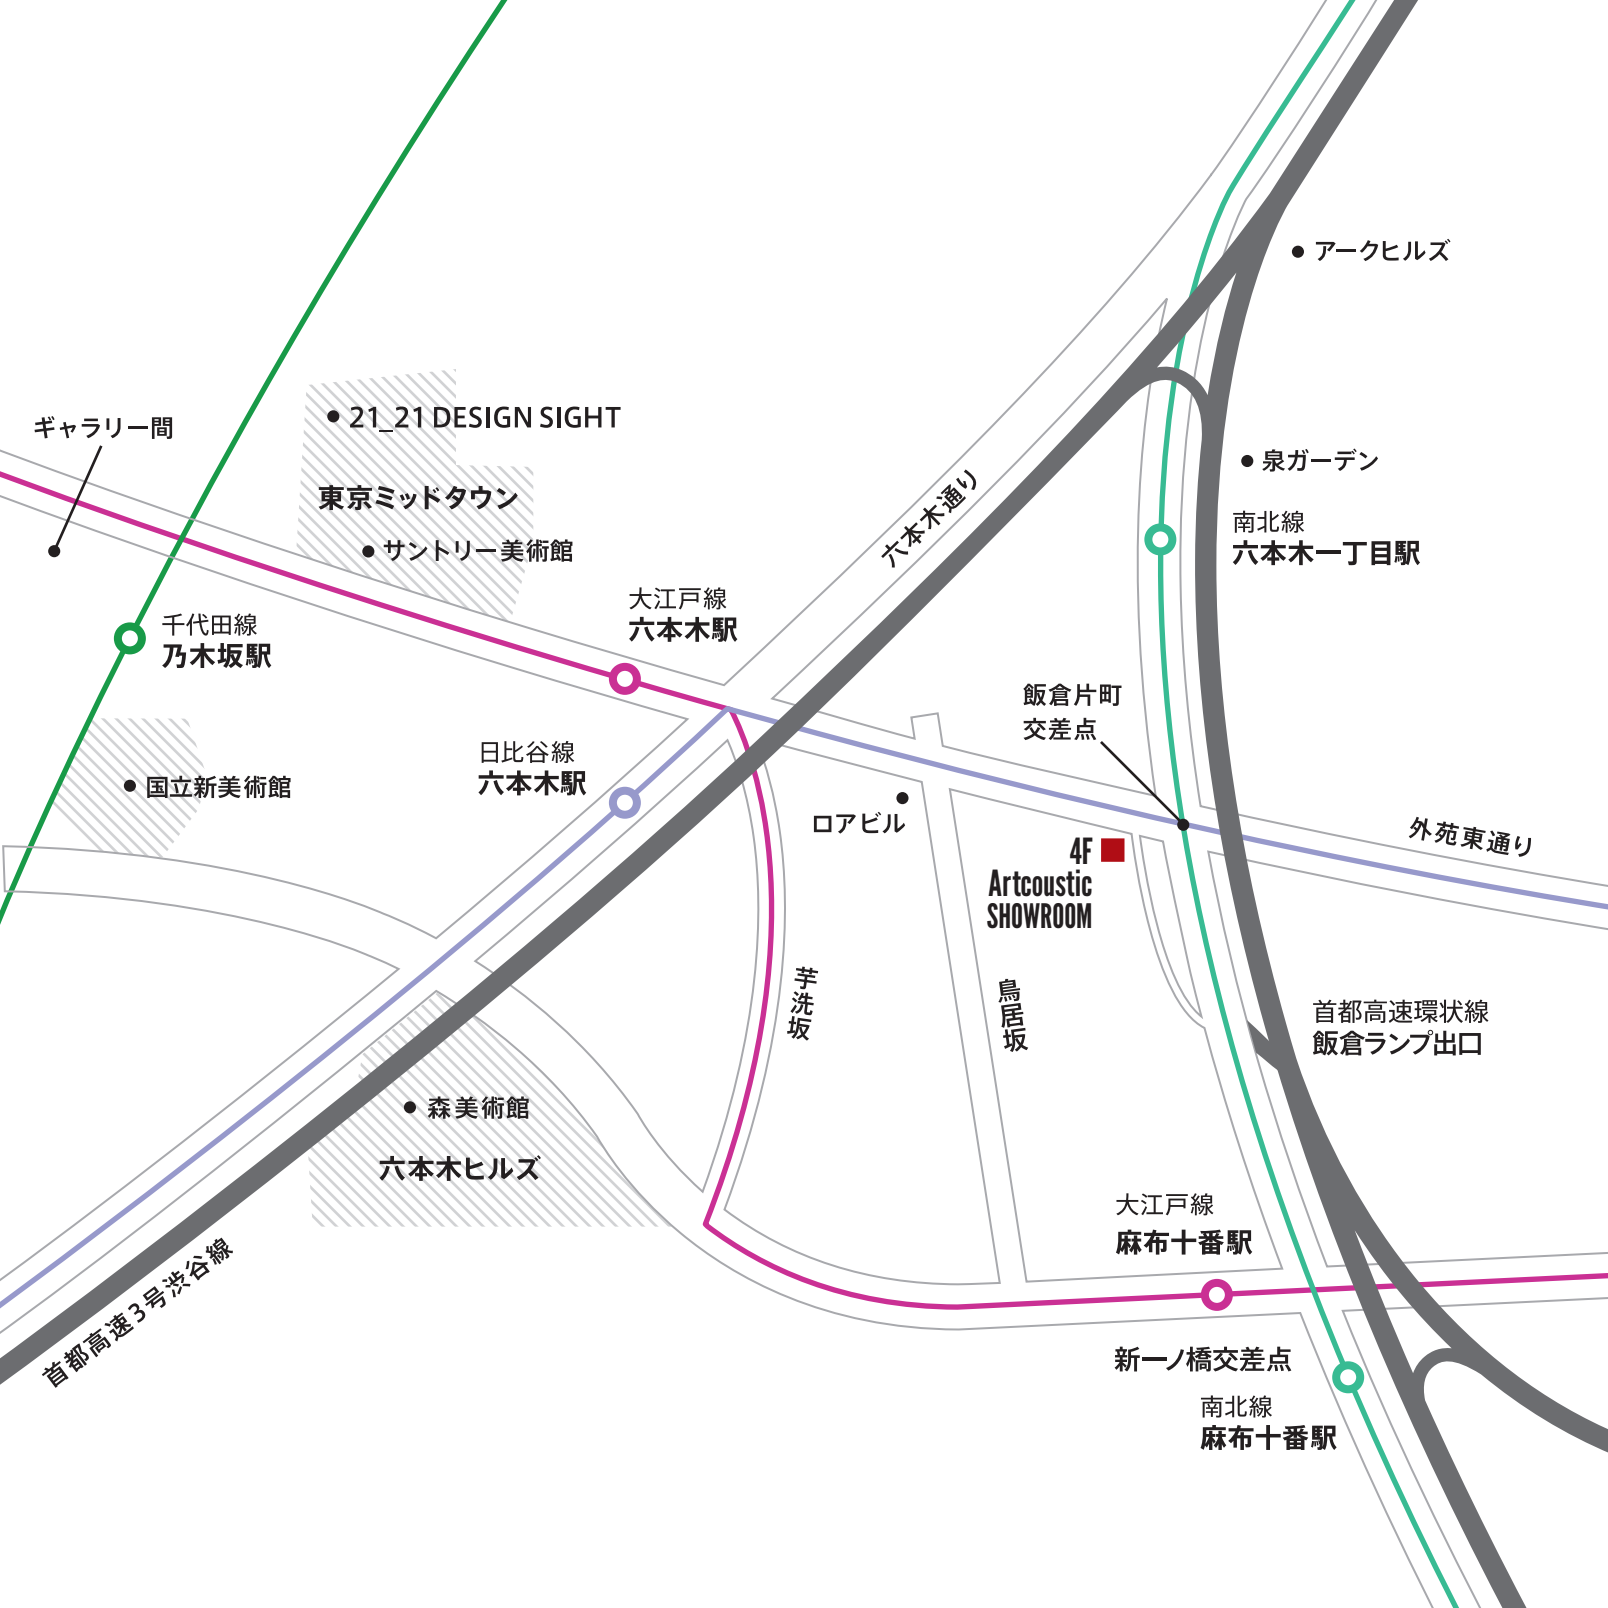 アークヒルズ
21_21 DESIGN SIGHT
ギャラリー間
泉ガーデン
東京ミッドタウン
六本木通り
南北線
六本木一丁目駅
サントリー美術館
大江戸線
六本木駅
千代田線
乃木坂駅
飯倉片町
交差点
日比谷線
六本木駅
国立新美術館
ロアビル
外苑東通り
4F
Artcoustic
SHOWROOM
芋洗坂
鳥居坂
首都高速環状線
飯倉ランプ出口
森美術館
六本木ヒルズ
大江戸線
麻布十番駅
首都高速3号渋谷線
新一ノ橋交差点
南北線
麻布十番駅